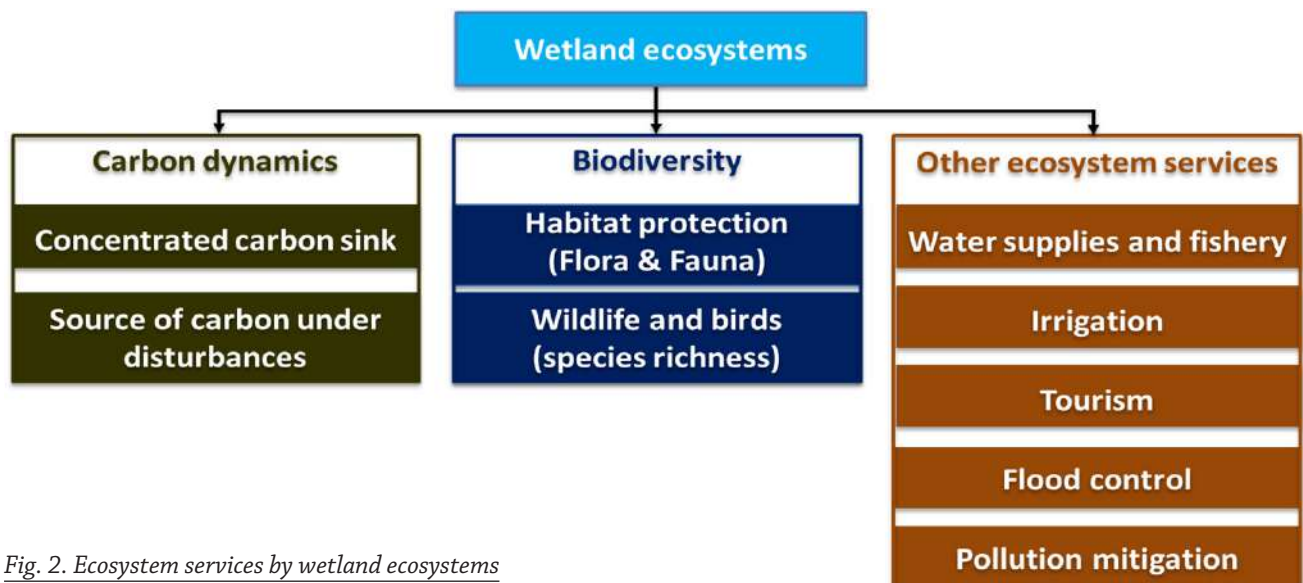 Wetland ecosystems
Carbon dynamics
Concentrated carbon sink
Source of carbon under
disturbances
Biodiversity
Habitat protection
(Flora & Fauna)
Wildlife and birds
(species richness)
Other ecosystem services
Water supplies and fishery
Irrigation
Tourism
Flood control
Pollution mitigation
Fig. 2. Ecosystem services by wetland ecosystems